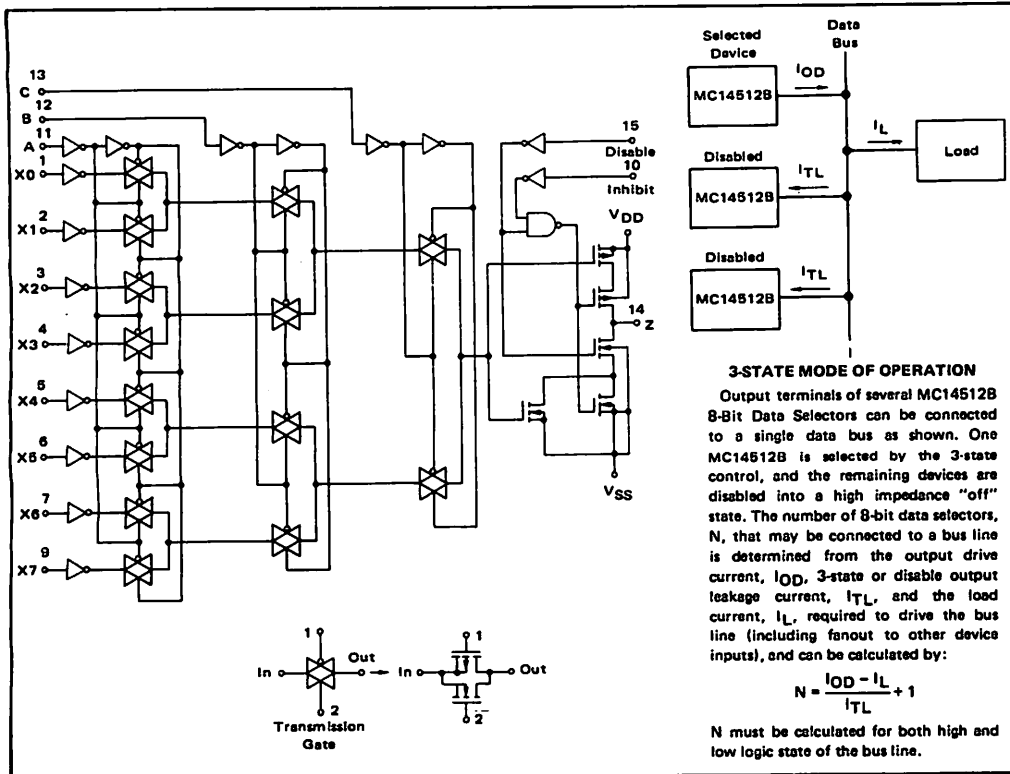 13
C
12
B
11
A
1
X0
2
X1
3
X2
4
X3
5
X4
6
X5
7
X6
9
X7
15
Disable
10
Inhibit
VDD
14
Z
VSS
1
In
Out
2
Transmission
Gate
1
In
Out
2
Selected
Device
Data
Bus
MC14512B
IOD
IL
Load
Disabled
MC14512B
ITL
Disabled
MC14512B
ITL
3-STATE MODE OF OPERATION
Output terminals of several MC14512B
8-Bit Data Selectors can be connected
to a single data bus as shown. One
MC14512B is selected by the 3-state
control, and the remaining devices are
disabled into a high impedance "off"
state. The number of 8-bit data selectors,
N, that may be connected to a bus line
is determined from the output drive
current, IOD, 3-state or disable output
leakage current, ITL, and the load
current, IL, required to drive the bus
line (including fanout to other device
inputs), and can be calculated by:
N = IOD – IL / ITL + 1
N must be calculated for both high and
low logic state of the bus line.